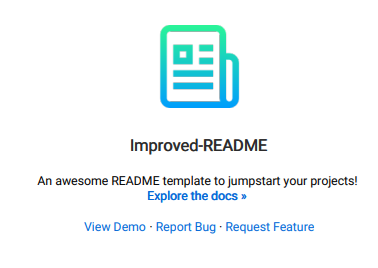 Improved-README
An awesome README template to jumpstart your projects!
Explore the docs »
View Demo · Report Bug · Request Feature